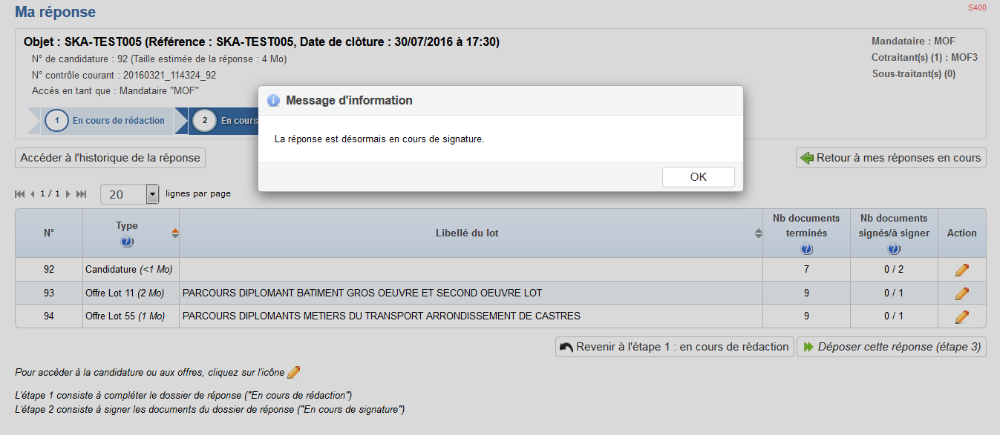 Ma réponse
S400
Objet : SKA-TEST005 (Référence : SKA-TEST005, Date de clôture : 30/07/2016 à 17:30)
Mandataire : MOF
N° de candidature : 92 (Taille estimée de la réponse : 4 Mo)
Cotraitant(s) (1) : MOF3
N° contrôle courant : 20160321_114324_92
Sous-traitant(s) (0)
Accès en tant que : Mandataire "MOF"
Message d'information
1 En cours de rédaction 2 En cours
La réponse est désormais en cours de signature.
OK
Accéder à l'historique de la réponse
Retour à mes réponses en cours
1 / 1 20 lignes par page
N° Type ? Libellé du lot Nb documents terminés ? Nb documents signés/à signer ? Action
92 Candidature (<1 Mo) 7 0 / 2
93 Offre Lot 11 (2 Mo) PARCOURS DIPLOMANT BATIMENT GROS OEUVRE ET SECOND OEUVRE LOT 9 0 / 1
94 Offre Lot 55 (1 Mo) PARCOURS DIPLOMANTS METIERS DU TRANSPORT ARRONDISSEMENT DE CASTRES 9 0 / 1
Revenir à l'étape 1 : en cours de rédaction
Déposer cette réponse (étape 3)
Pour accèder à la candidature ou aux offres, cliquez sur l'icône
L'étape 1 consiste à compléter le dossier de réponse ("En cours de rédaction")
L'étape 2 consiste à signer les documents du dossier de réponse ("En cours de signature")